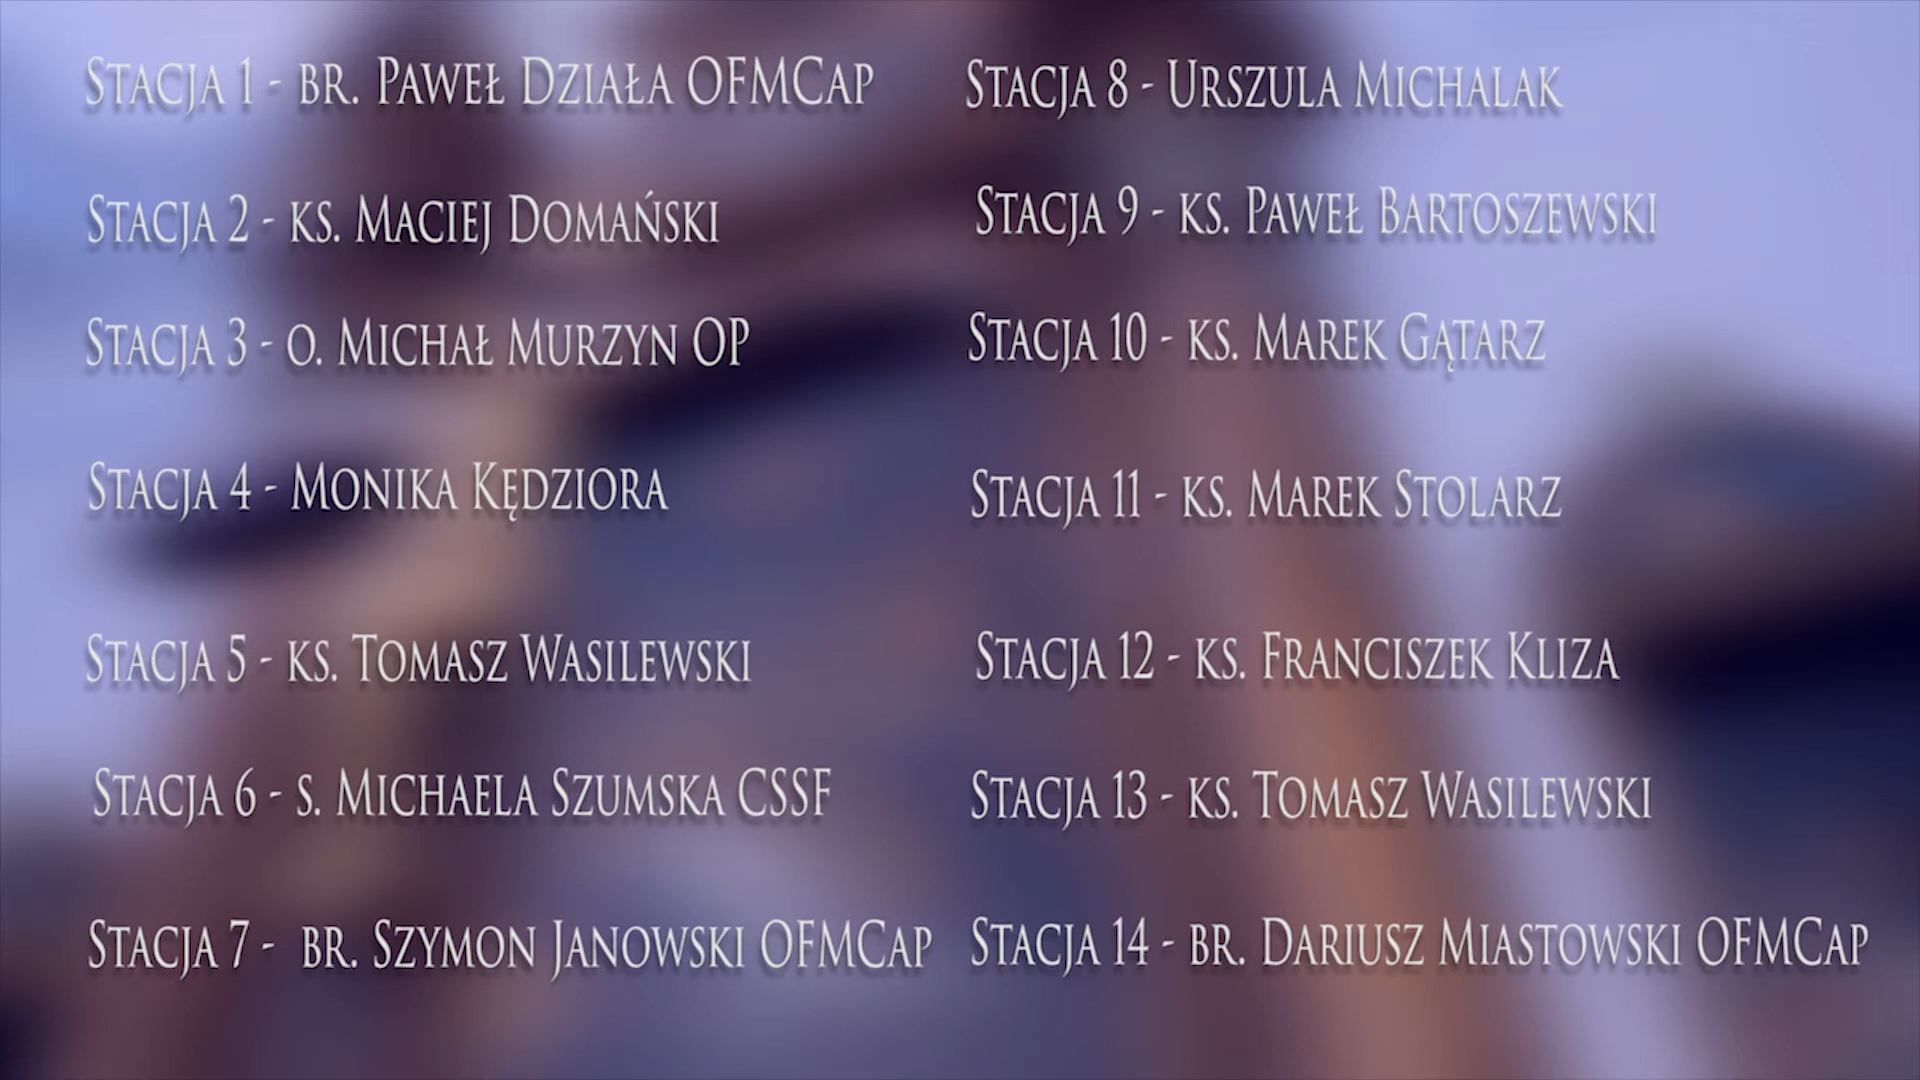 Stacja 1 - br. Paweł Działa OFMCap
Stacja 2 - ks. Maciej Domański
Stacja 3 - o. Michał Murzyn OP
Stacja 4 - Monika Kędziora
Stacja 5 - ks. Tomasz Wasilewski
Stacja 6 - s. Michaela Szumska CSSF
Stacja 7 - br. Szymon Janowski OFMCap
Stacja 8 - Urszula Michalak
Stacja 9 - ks. Paweł Bartoszewski
Stacja 10 - ks. Marek Gątarz
Stacja 11 - ks. Marek Stolarz
Stacja 12 - ks. Franciszek Kliza
Stacja 13 - ks. Tomasz Wasilewski
Stacja 14 - br. Dariusz Miastowski OFMCap